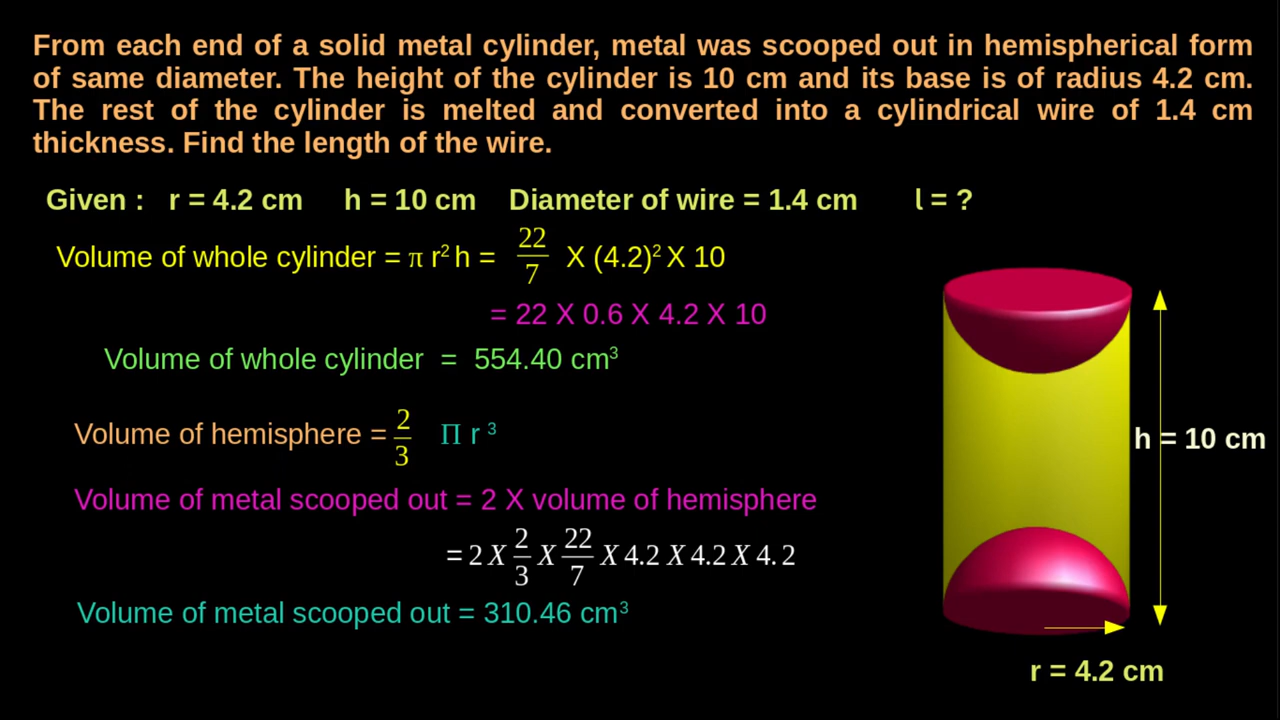 From each end of a solid metal cylinder, metal was scooped out in hemispherical form
of same diameter. The height of the cylinder is 10 cm and its base is of radius 4.2 cm.
The rest of the cylinder is melted and converted into a cylindrical wire of 1.4 cm
thickness. Find the length of the wire.
Given : r = 4.2 cm h = 10 cm Diameter of wire = 1.4 cm l = ?
Volume of whole cylinder = π r² h = 22/7 X (4.2)² X 10
= 22 X 0.6 X 4.2 X 10
Volume of whole cylinder = 554.40 cm³
Volume of hemisphere = 2/3 Π r ³
h = 10 cm
Volume of metal scooped out = 2 X volume of hemisphere
= 2 X 2/3 X 22/7 X 4.2 X 4.2 X 4.2
Volume of metal scooped out = 310.46 cm³
r = 4.2 cm